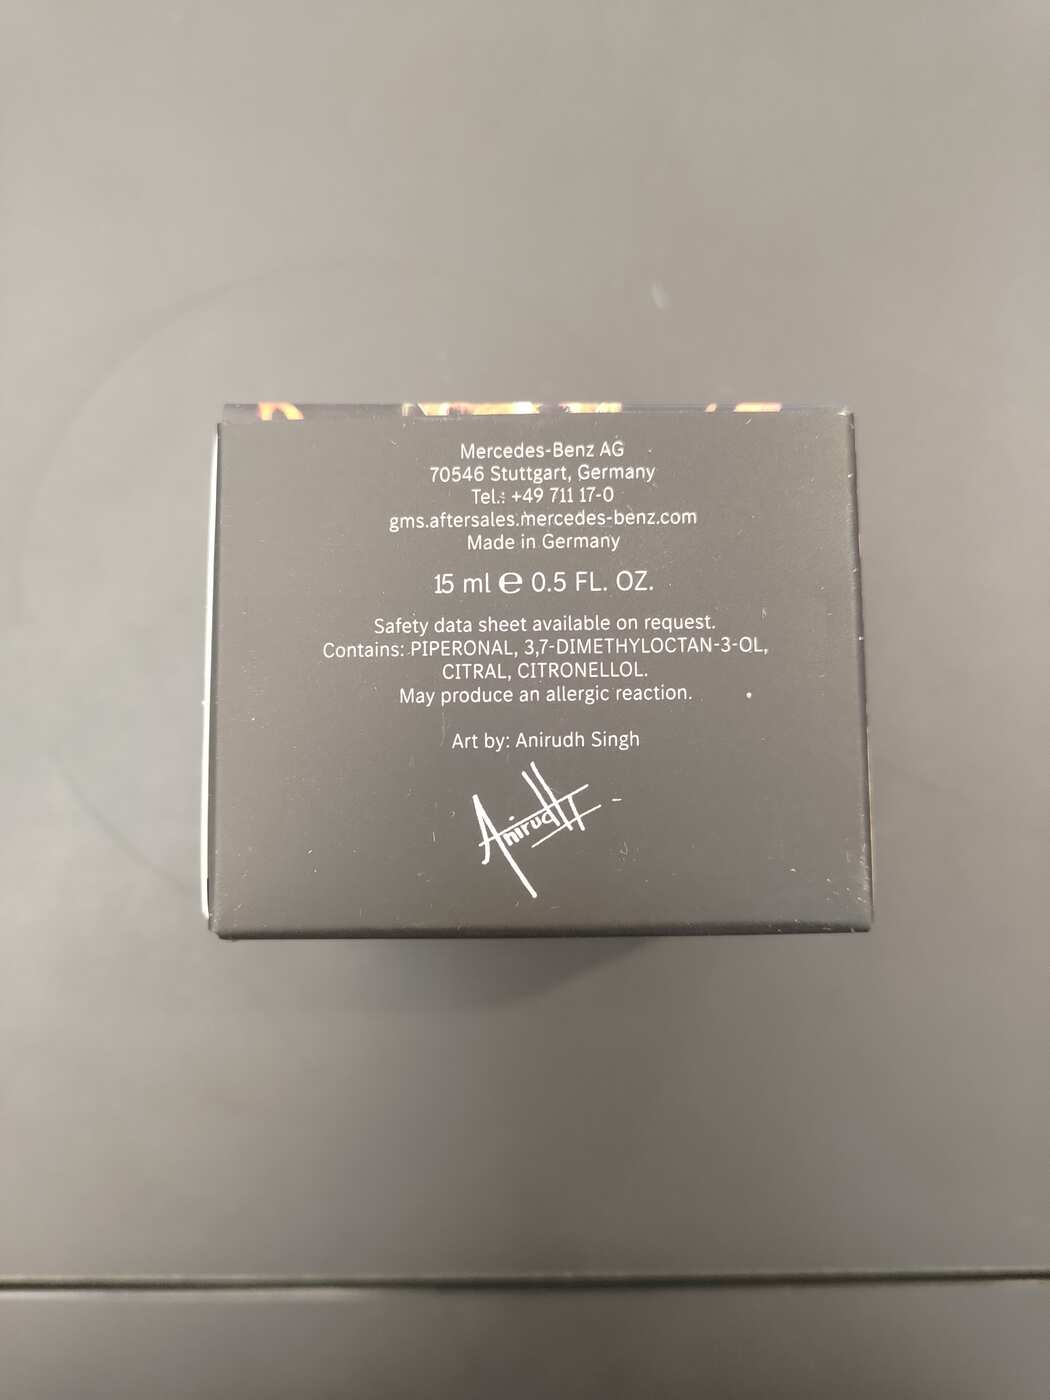 Mercedes-Benz AG
70546 Stuttgart, Germany
Tel.: +49 711 17-0
gms.aftersales.mercedes-benz.com
Made in Germany
15 ml ℮ 0.5 FL. OZ.
Safety data sheet available on request.
Contains: PIPERONAL, 3,7-DIMETHYLOCTAN-3-OL,
CITRAL, CITRONELLOL.
May produce an allergic reaction.
Art by: Anirudh Singh
Anirudh